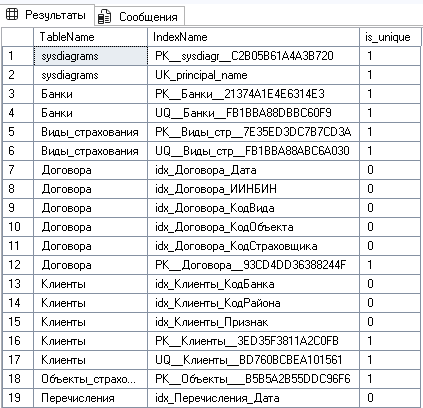 Результаты Сообщения
TableName IndexName is_unique
1 sysdiagrams PK__sysdiagr__C2B05B61A4A3B720 1
2 sysdiagrams UK_principal_name 1
3 Банки PK__Банки__21374A1E4E6314E3 1
4 Банки UQ__Банки__FB1BBA88DBBC60F9 1
5 Виды_страхования PK__Виды_стр__7E35ED3DC7B7CD3A 1
6 Виды_страхования UQ__Виды_стр__FB1BBA88ABC6A030 1
7 Договора idx_Договора_Дата 0
8 Договора idx_Договора_ИИНБИН 0
9 Договора idx_Договора_КодВида 0
10 Договора idx_Договора_КодОбъекта 0
11 Договора idx_Договора_КодСтраховщика 0
12 Договора PK__Договора__93CD4DD36388244F 1
13 Клиенты idx_Клиенты_КодБанка 0
14 Клиенты idx_Клиенты_КодРайона 0
15 Клиенты idx_Клиенты_Признак 0
16 Клиенты PK__Клиенты__3ED35F3811A2C0FB 1
17 Клиенты UQ__Клиенты__BD760BCBEA101561 1
18 Объекты_страхо... PK__Объекты___B5B5A2B55DDC96F6 1
19 Перечисления idx_Перечисления_Дата 0